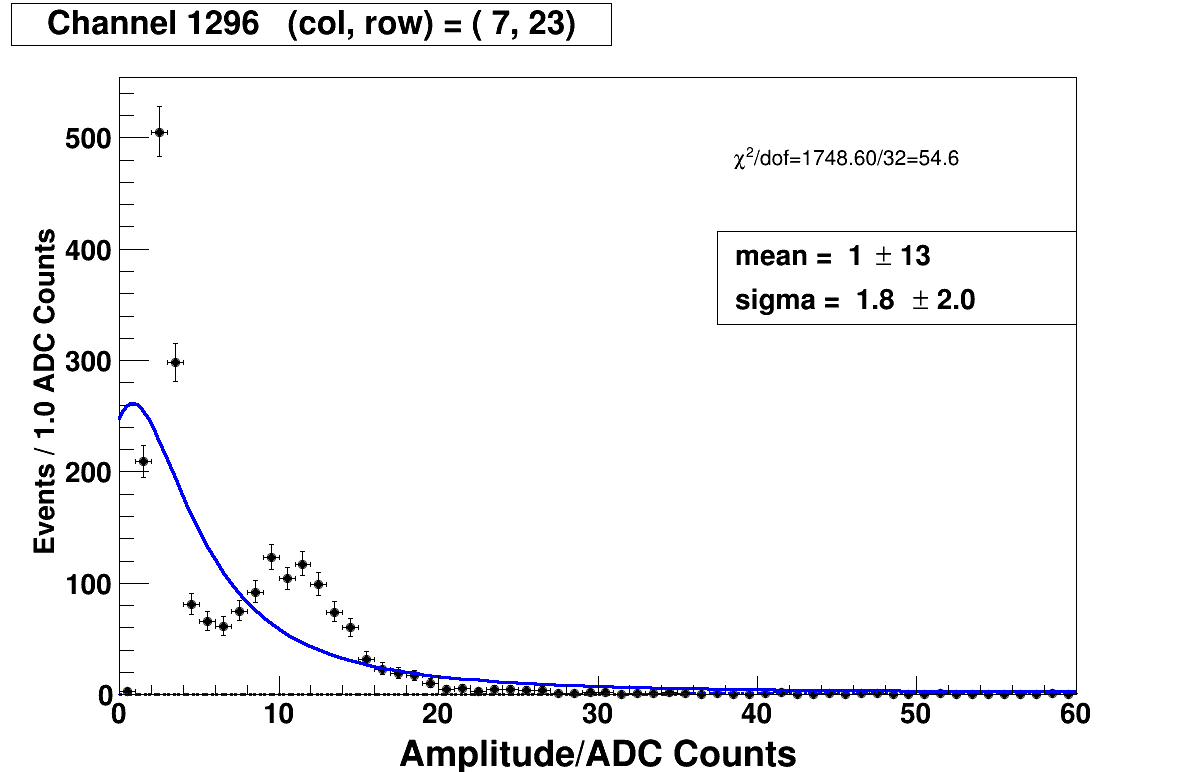 Channel 1296 (col, row) = ( 7, 23)
500
400
300
200
100
0
Events / 1.0 ADC Counts
χ²/dof=1748.60/32=54.6
mean = 1 ± 13
sigma = 1.8 ± 2.0
0 10 20 30 40 50 60
Amplitude/ADC Counts